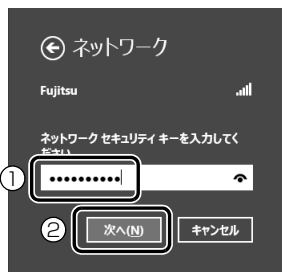 ネットワーク
Fujitsu
ネットワーク セキュリティ キーを入力してく
ださい
①
••••••••••
② 次へ(N) キャンセル